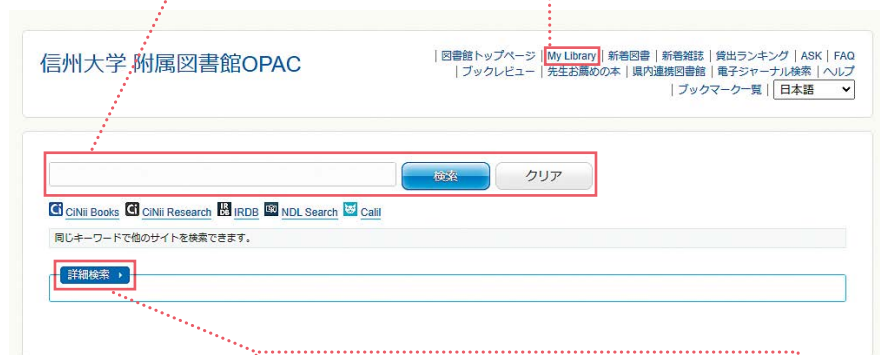 信州大学 附属図書館OPAC
| 図書館トップページ | My Library | 新着図書 | 新着雑誌 | 貸出ランキング | ASK | FAQ
| ブックレビュー | 先生お薦めの本 | 県内連携図書館 | 電子ジャーナル検索 | ヘルプ
| ブックマーク一覧 | 日本語
検索 クリア
CiNii Books CiNii Research IRDB NDL Search Calil
同じキーワードで他のサイトを検索できます。
詳細検索